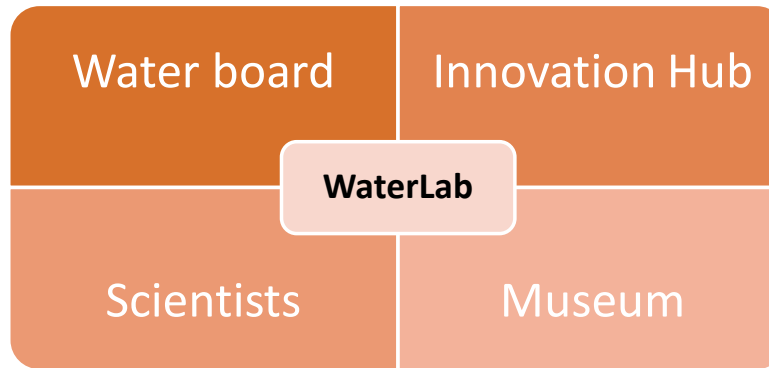 Water board
Innovation Hub
WaterLab
Scientists
Museum